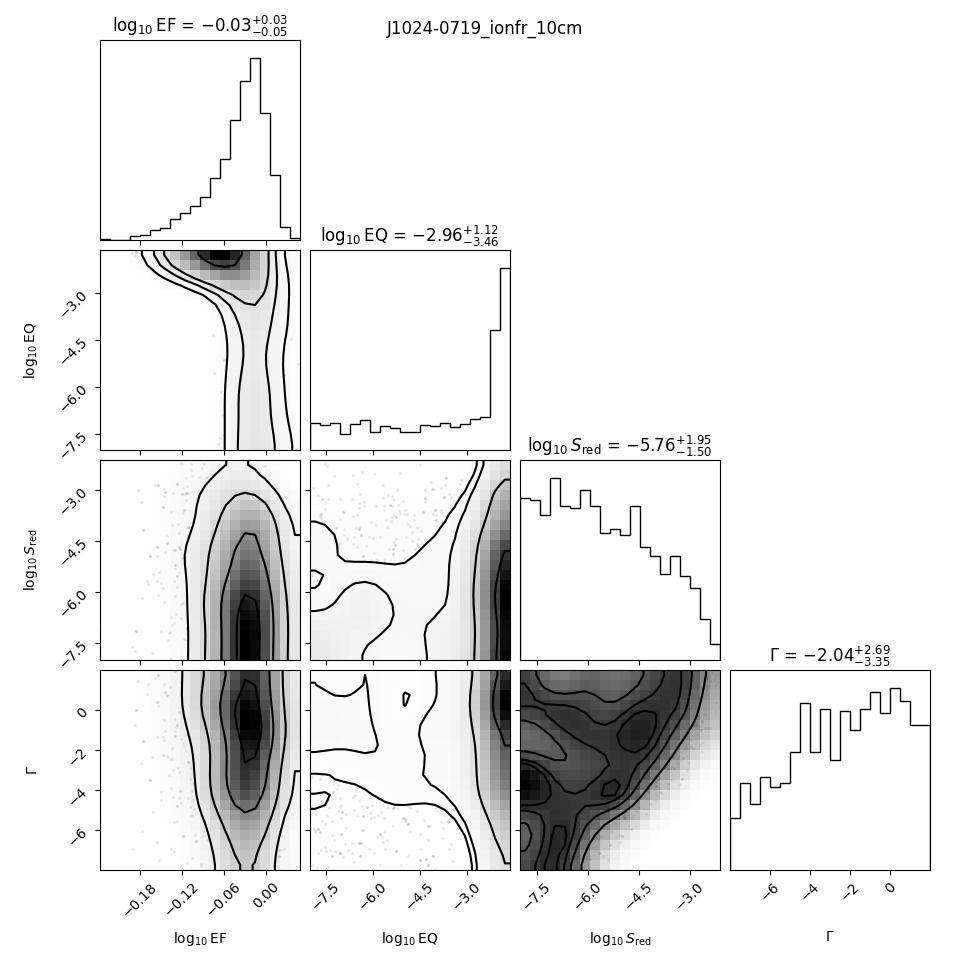 log₁₀ EF = −0.03+0.03−0.05
J1024-0719_ionfr_10cm
log₁₀ EQ = −2.96+1.12−3.46
log₁₀ EQ
−3.0
−4.5
−6.0
−7.5
log₁₀ S_red = −5.76+1.95−1.50
log₁₀ S_red
−3.0
−4.5
−6.0
−7.5
Γ = −2.04+2.69−3.35
Γ
0
−2
−4
−6
−0.18 −0.12 −0.06 0.00 −7.5 −6.0 −4.5 −3.0 −7.5 −6.0 −4.5 −3.0 −6 −4 −2 0
log₁₀ EF log₁₀ EQ log₁₀ S_red Γ